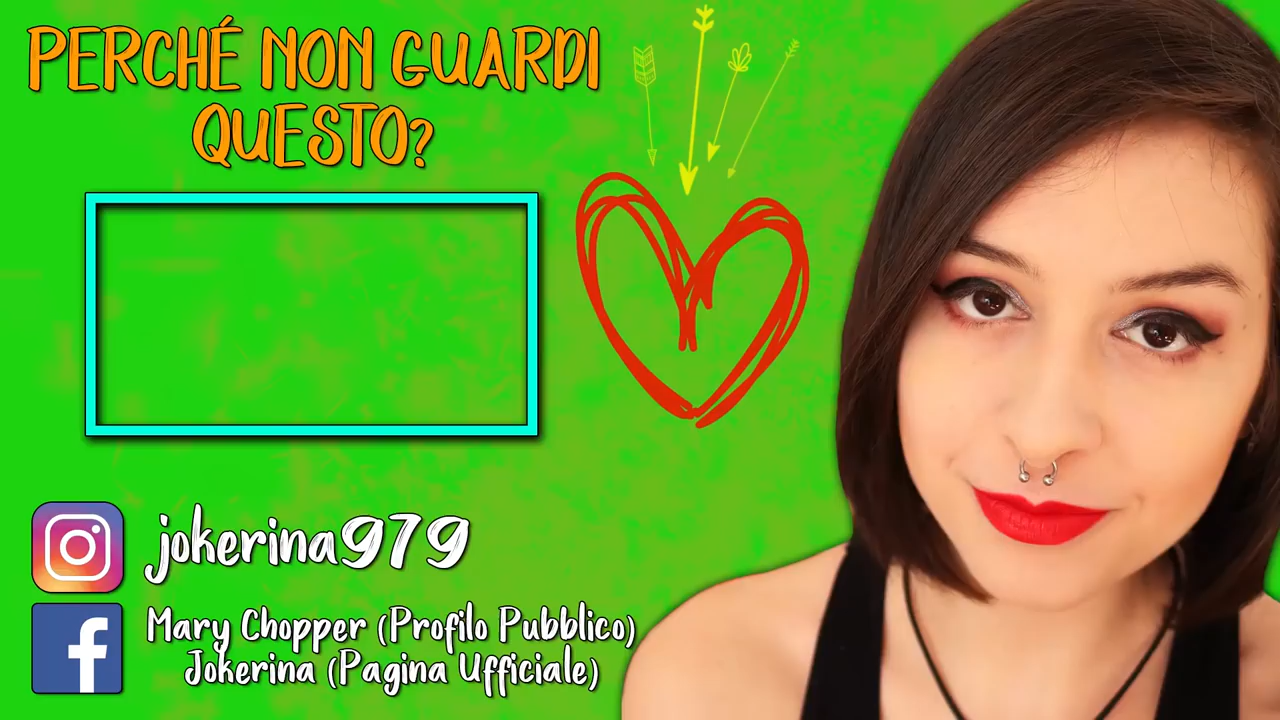 PERCHÉ NON GUARDI
QUESTO?
jokerina979
Mary Chopper (Profilo Pubblico)
Jokerina (Pagina Ufficiale)